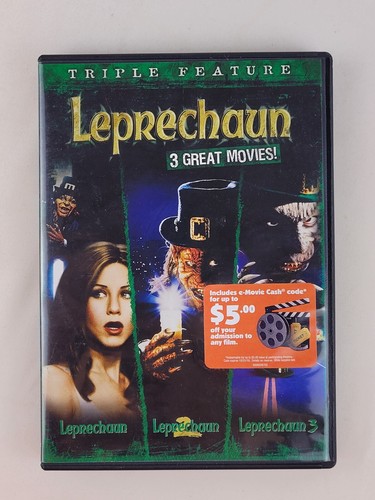 TRIPLE FEATURE
Leprechaun
3 GREAT MOVIES!
Includes e-Movie Cash® code*
for up to
$5.00
off your
admission to
any film.
Leprechaun
Leprechaun 2
Leprechaun 3